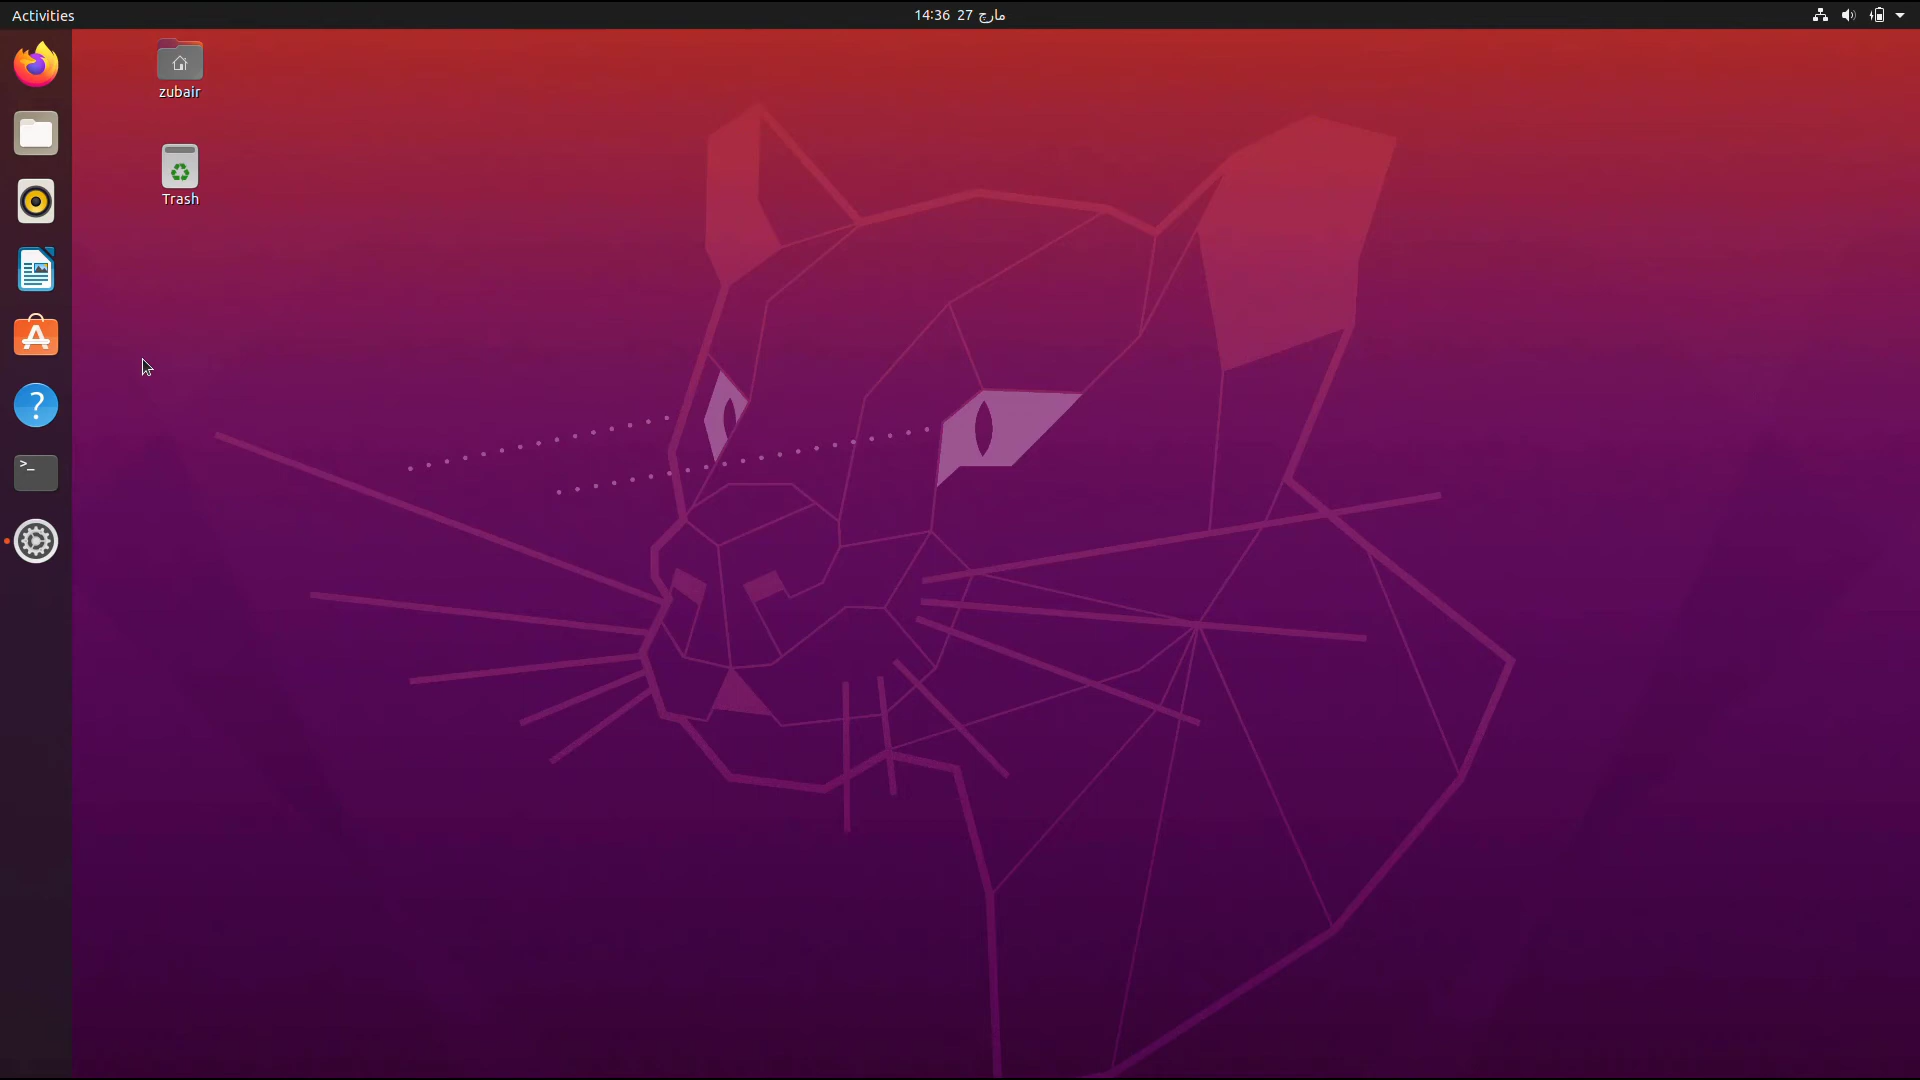 Activities
14:36 27 مارچ
zubair
Trash
?
>_